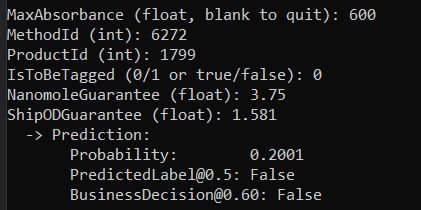 MaxAbsorbance (float, blank to quit): 600
MethodId (int): 6272
ProductId (int): 1799
IsToBeTagged (0/1 or true/false): 0
NanomoleGuarantee (float): 3.75
ShipODGuarantee (float): 1.581
  -> Prediction:
       Probability:         0.2001
       PredictedLabel@0.5: False
       BusinessDecision@0.60: False